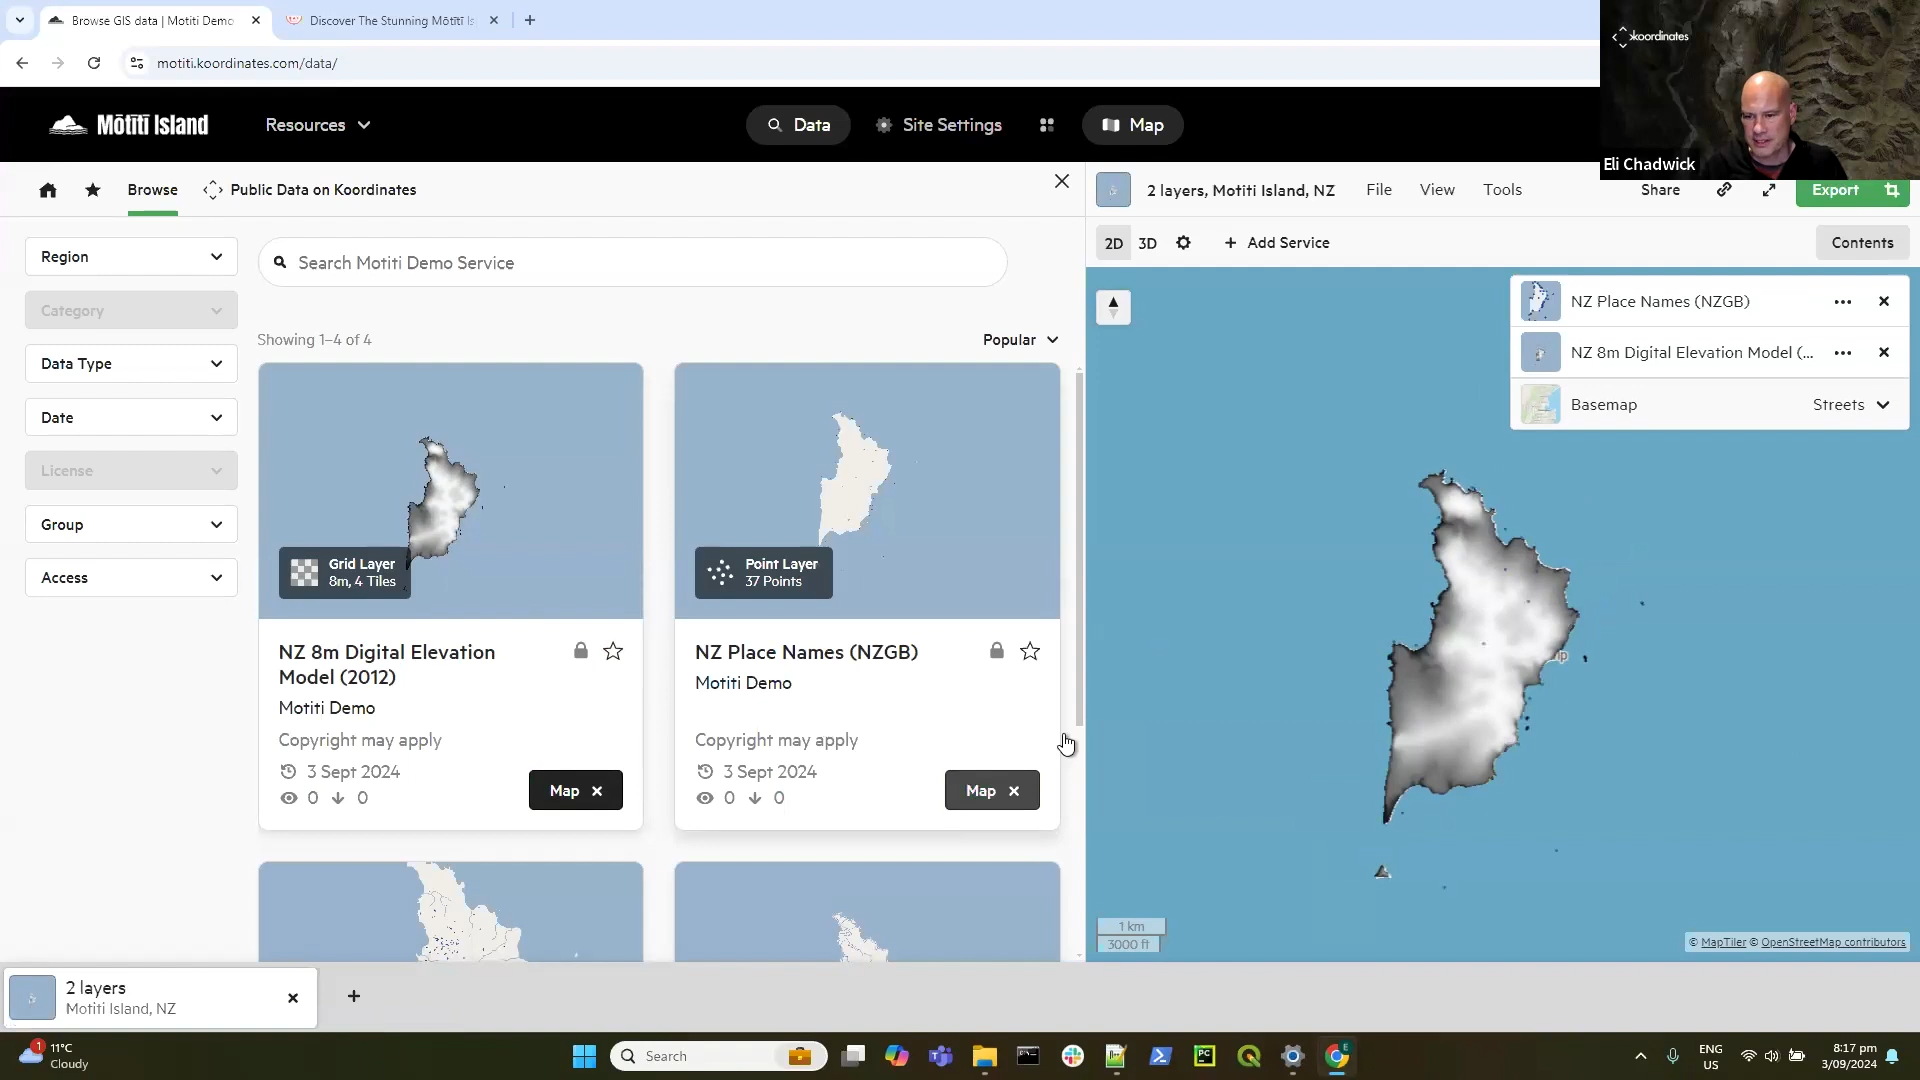 Browse GIS data | Motiti Demo
Discover The Stunning Mōtītī Is
motiti.koordinates.com/data/
koordinates
Eli Chadwick
Mōtītī Island
Resources
Data
Site Settings
Map
Browse
Public Data on Koordinates
2 layers, Motiti Island, NZ
File
View
Tools
Share
Export
2D
3D
Add Service
Contents
Region
Category
Data Type
Date
License
Group
Access
Search Motiti Demo Service
Showing 1–4 of 4
Popular
Grid Layer
8m, 4 Tiles
NZ 8m Digital Elevation
Model (2012)
Motiti Demo
Copyright may apply
3 Sept 2024
0 0
Map
Point Layer
37 Points
NZ Place Names (NZGB)
Motiti Demo
Copyright may apply
3 Sept 2024
0 0
Map
NZ Place Names (NZGB)
NZ 8m Digital Elevation Model (...
Basemap
Streets
1 km
3000 ft
© MapTiler © OpenStreetMap contributors
2 layers
Motiti Island, NZ
1
11°C
Cloudy
Search
PC
E
ENG
US
8:17 pm
3/09/2024